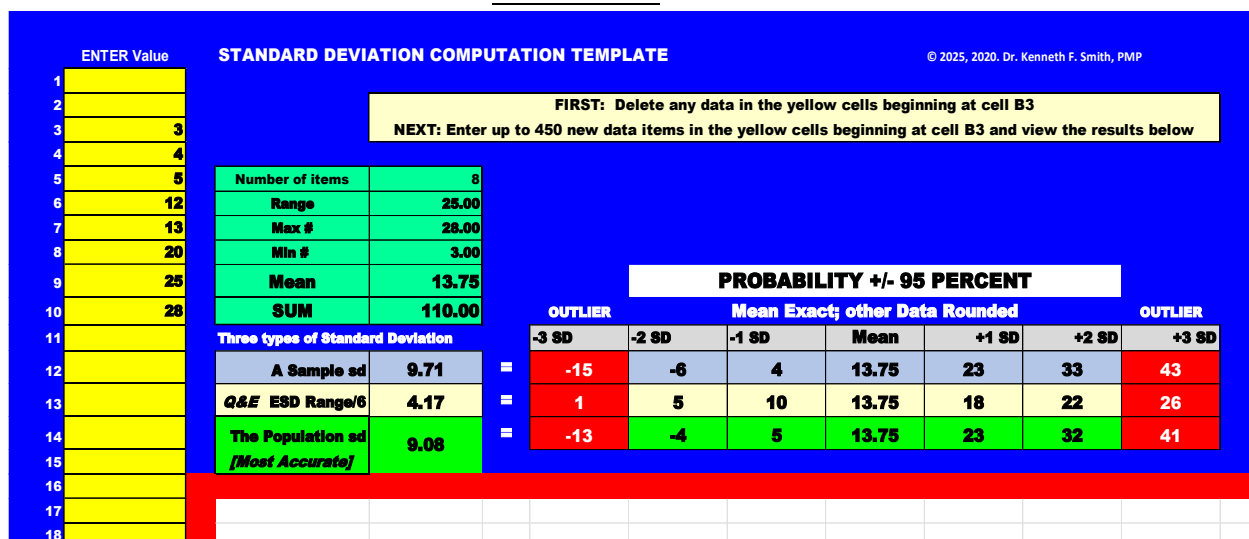 ENTER Value STANDARD DEVIATION COMPUTATION TEMPLATE © 2025, 2020. Dr. Kenneth F. Smith, PMP
1
2 FIRST: Delete any data in the yellow cells beginning at cell B3
3 3 NEXT: Enter up to 450 new data items in the yellow cells beginning at cell B3 and view the results below
4 4
5 5 Number of items 8
6 12 Range 25.00
7 13 Max # 28.00
8 20 Min # 3.00
9 25 Mean 13.75 PROBABILITY +/- 95 PERCENT
10 28 SUM 110.00 OUTLIER Mean Exact; other Data Rounded OUTLIER
11 Three types of Standard Deviation -3 SD -2 SD -1 SD Mean +1 SD +2 SD +3 SD
12 A Sample sd 9.71 = -15 -6 4 13.75 23 33 43
13 Q&E ESD Range/6 4.17 = 1 5 10 13.75 18 22 26
14 The Population sd 9.08 = -13 -4 5 13.75 23 32 41
15 [Most Accurate]
16
17
18